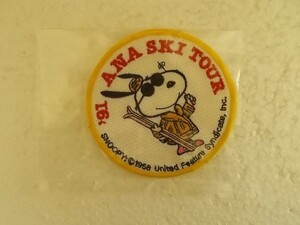 '91 ANA SKI TOUR
SNOOPY ©1958 United Feature Syndicate, Inc.